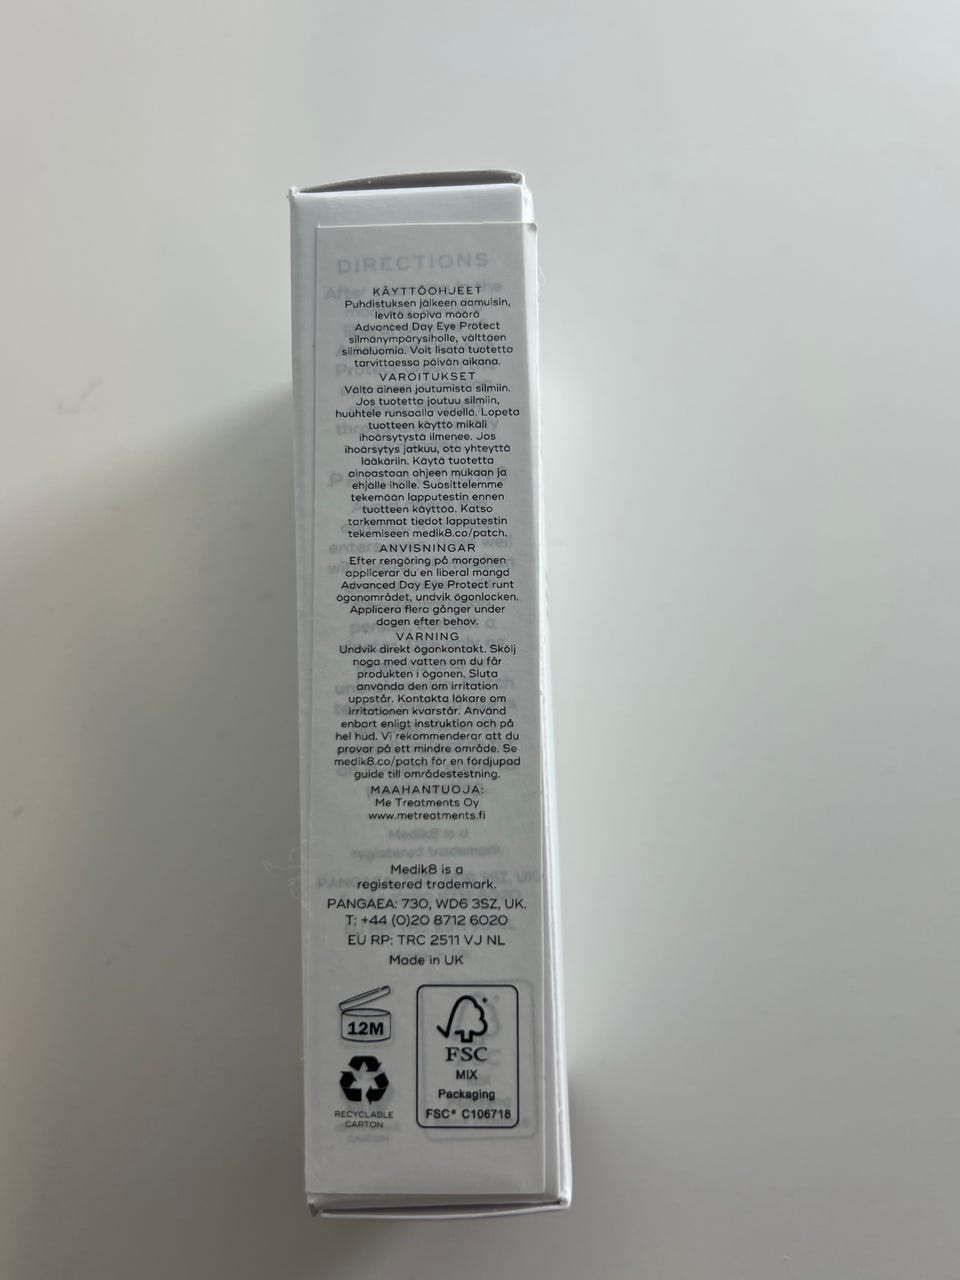 DIRECTIONS
KÄYTTÖOHJEET
Puhdistuksen jälkeen aamuisin,
levitä sopiva määrä
Advanced Day Eye Protect
silmänympärysiholle, välttäen
silmäluomia. Voit lisätä tuotetta
tarvittaessa päivän aikana.
VAROITUKSET
Vältä aineen joutumista silmiin.
Jos tuotetta joutuu silmiin,
huuhtele runsaalla vedellä. Lopeta
tuotteen käyttö mikäli
ihoärsytystä ilmenee. Jos
ihoärsytys jatkuu, ota yhteyttä
lääkäriin. Käytä tuotetta
ainoastaan ohjeen mukaan ja
ehjälle iholle. Suosittelemme
tekemään lapputestin ennen
tuotteen käyttöä. Katso
tarkemmat tiedot lapputestin
tekemiseen medik8.co/patch.
ANVISNINGAR
Efter rengöring på morgonen
applicerar du en liberal mängd
Advanced Day Eye Protect runt
ögonområdet, undvik ögonlocken.
Applicera flera gånger under
dagen efter behov.
VARNING
Undvik direkt ögonkontakt. Skölj
noga med vatten om du får
produkten i ögonen. Sluta
använda den om irritation
uppstår. Kontakta läkare om
irritationen kvarstår. Använd
enbart enligt instruktion och på
hel hud. Vi rekommenderar att du
provar på ett mindre område. Se
medik8.co/patch för en fördjupad
guide till områdestestning.
MAAHANTUOJA:
Me Treatments Oy
www.metreatments.fi
Medik8 is a
registered trademark.
Medik8 is a
registered trademark.
PANGAEA: 730, WD6 3SZ, UK.
T: +44 (0)20 8712 6020
EU RP: TRC 2511 VJ NL
Made in UK
12M
RECYCLABLE
CARTON
FSC
MIX
Packaging
FSC® C106718